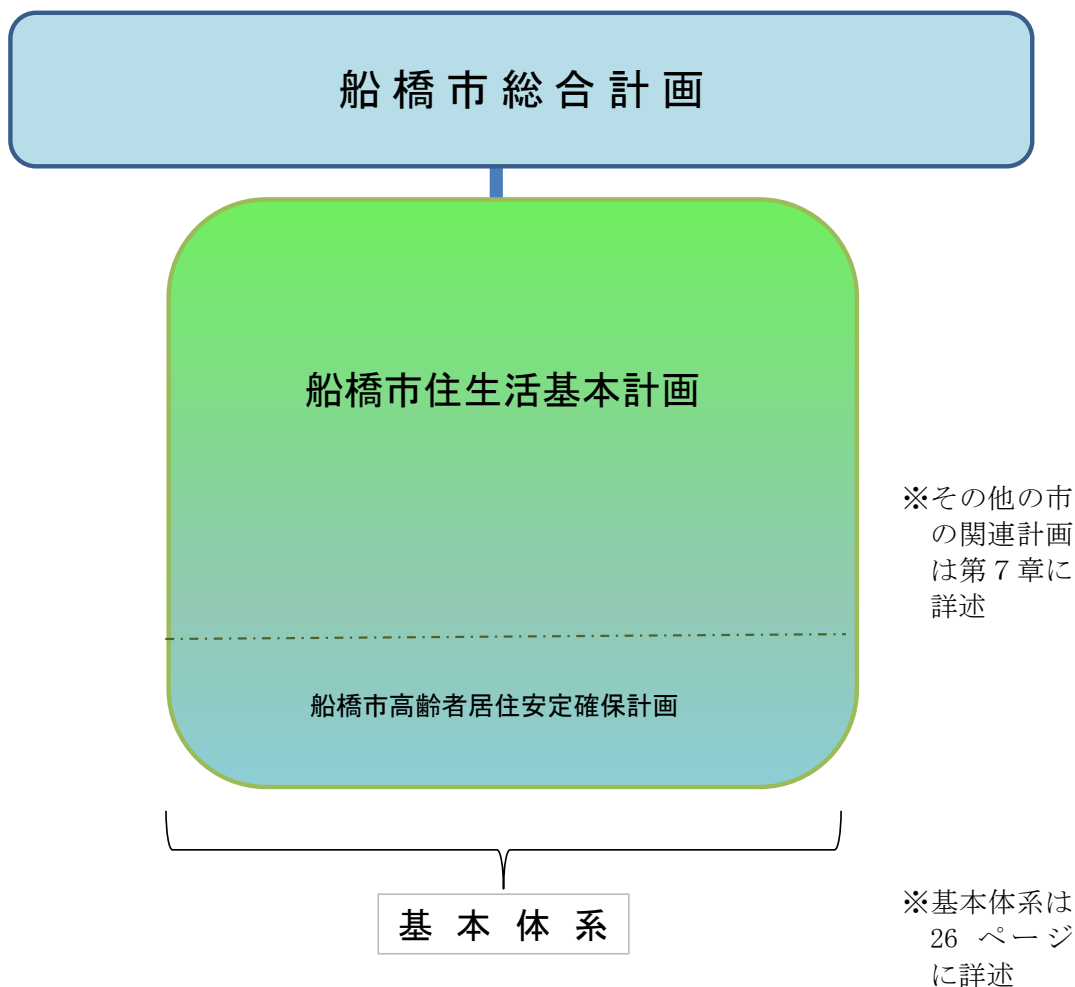 船橋市総合計画
船橋市住生活基本計画
※その他の市
の関連計画
は第７章に
詳述
船橋市高齢者居住安定確保計画
基本体系
※基本体系は
26 ページ
に詳述